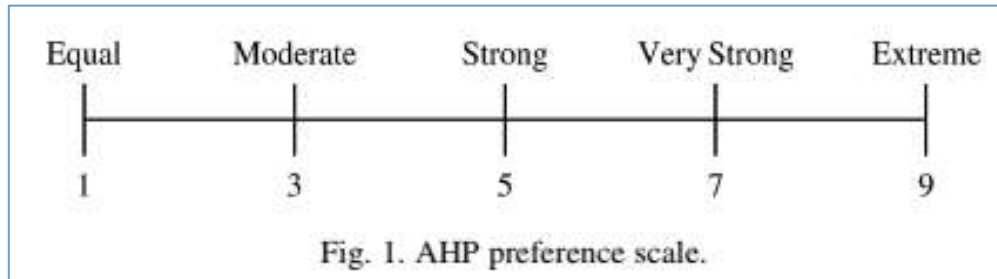 Equal Moderate Strong Very Strong Extreme
1 3 5 7 9
Fig. 1. AHP preference scale.